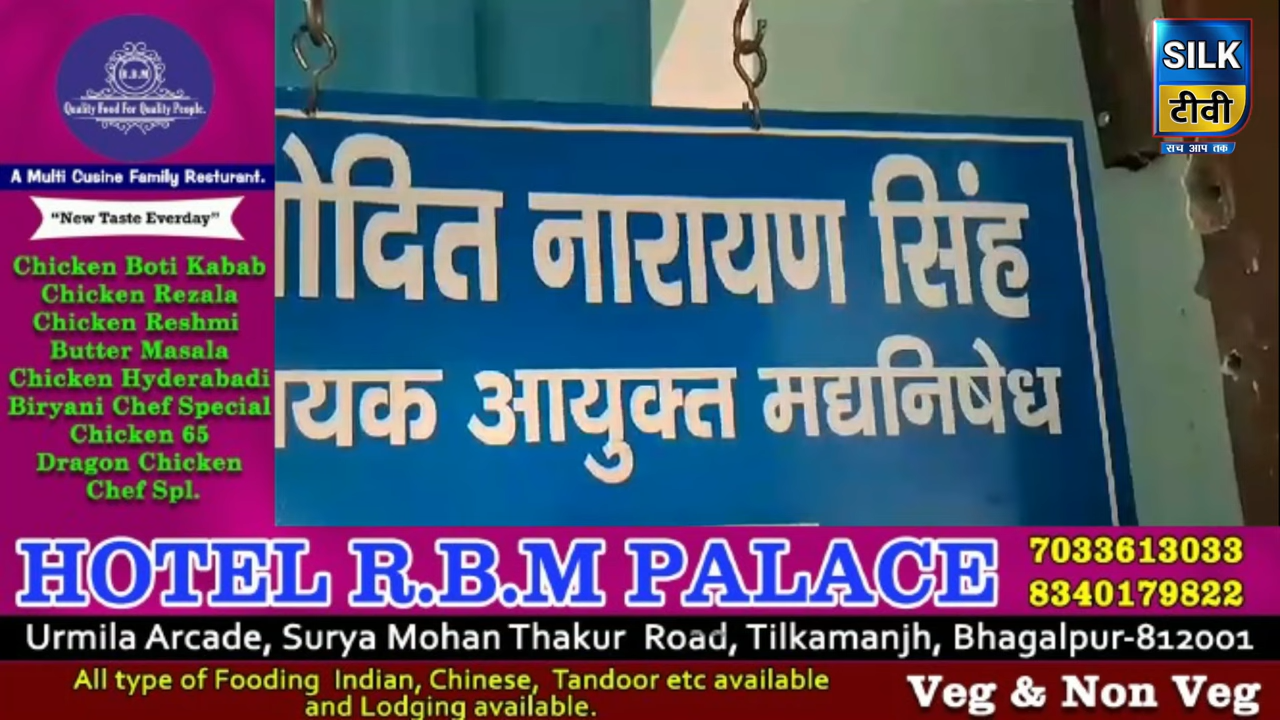 R.B.M
Quality Food For Quality People.
A Multi Cusine Family Resturant.
“New Taste Everday”
Chicken Boti Kabab
Chicken Rezala
Chicken Reshmi
Butter Masala
Chicken Hyderabadi
Biryani Chef Special
Chicken 65
Dragon Chicken
Chef Spl.
SILK
टीवी
सच आप तक
नारायण सिंह
आयुक्त मद्यनिषेध
HOTEL R.B.M PALACE
7033613033
8340179822
Urmila Arcade, Surya Mohan Thakur Road, Tilkamanjh, Bhagalpur-812001
All type of Fooding Indian, Chinese, Tandoor etc available
and Lodging available.
Veg & Non Veg